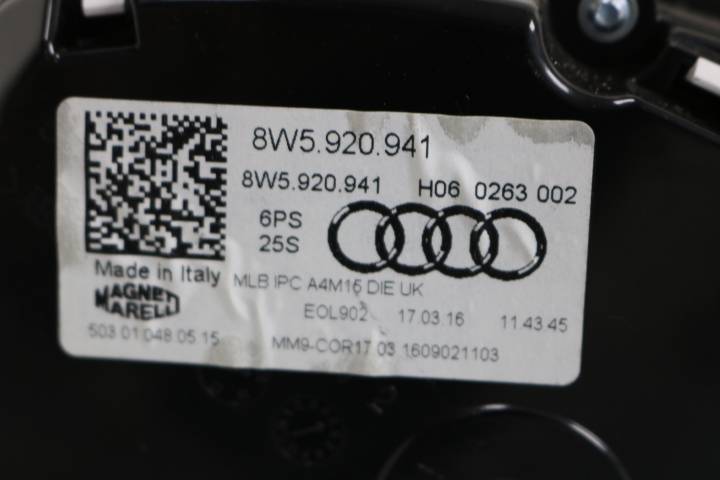 8W5.920.941
8W5.920.941 H06 0263 002
6PS
25S
Made in Italy
MLB IPC A4M16 DIE UK
MAGNETI
MARELLI
EOL902 17.03.16 11.43.45
503.01.048.05.15
MM9-COR17.03.1609021103